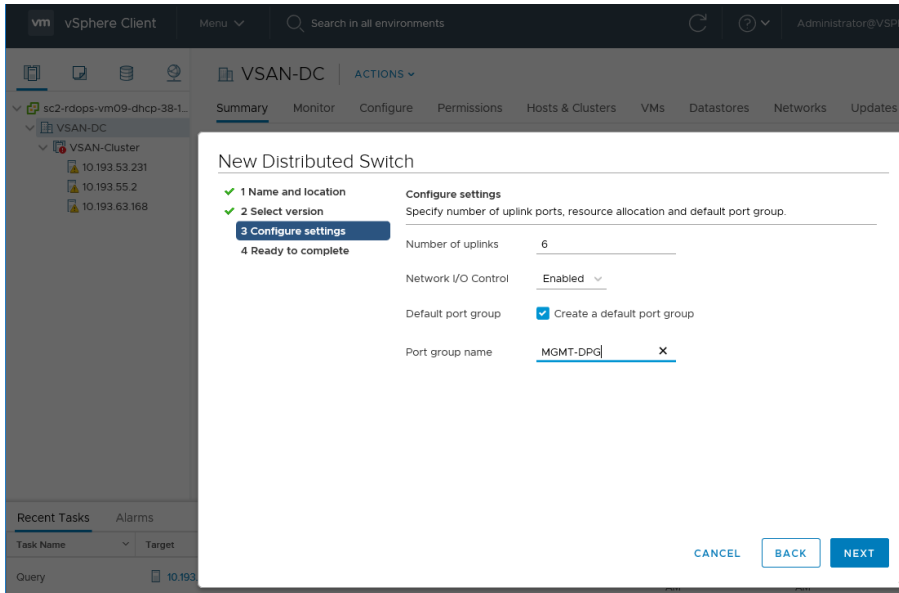 vm vSphere Client Menu Search in all environments Administrator@VSP
VSAN-DC ACTIONS
sc2-rdops-vm09-dhcp-38-1...
Summary Monitor Configure Permissions Hosts & Clusters VMs Datastores Networks Updates
VSAN-DC
VSAN-Cluster
10.193.53.231
10.193.55.2
10.193.63.168
New Distributed Switch
1 Name and location
2 Select version
3 Configure settings
4 Ready to complete
Configure settings
Specify number of uplink ports, resource allocation and default port group.
Number of uplinks 6
Network I/O Control Enabled
Default port group Create a default port group
Port group name MGMT-DPG
CANCEL BACK NEXT
Recent Tasks Alarms
Task Name Target
Query 10.193.